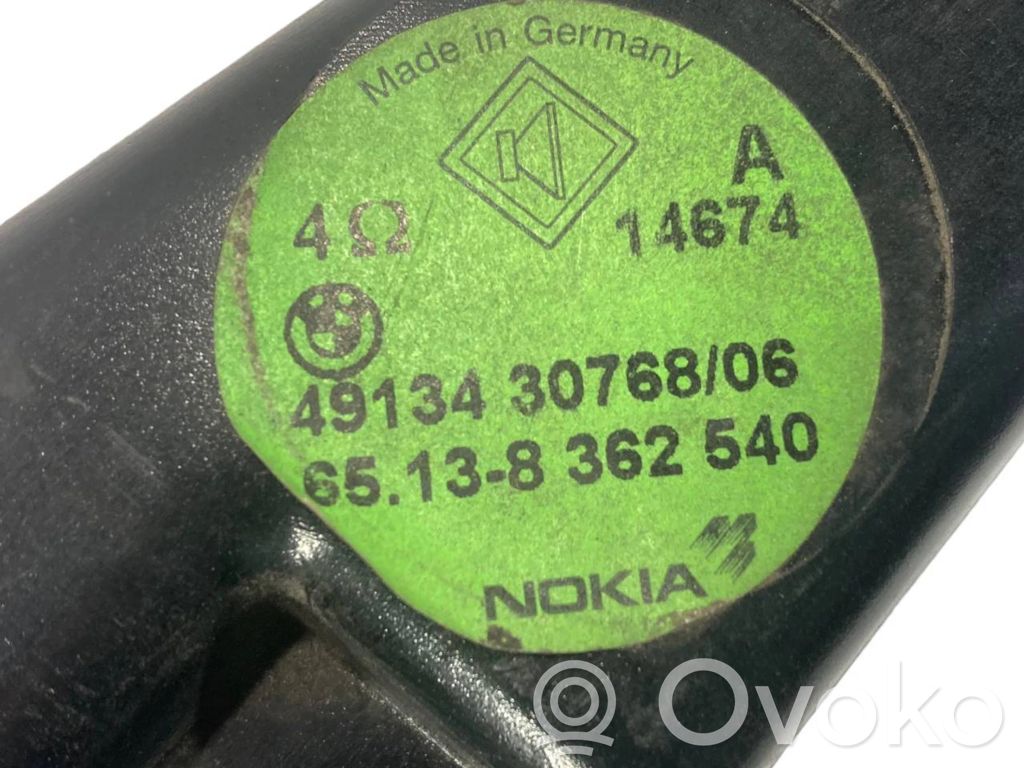 Made in Germany
A
4Ω 14674
49134 30768/06
65.13-8 362 540
NOKIA
Ovoko